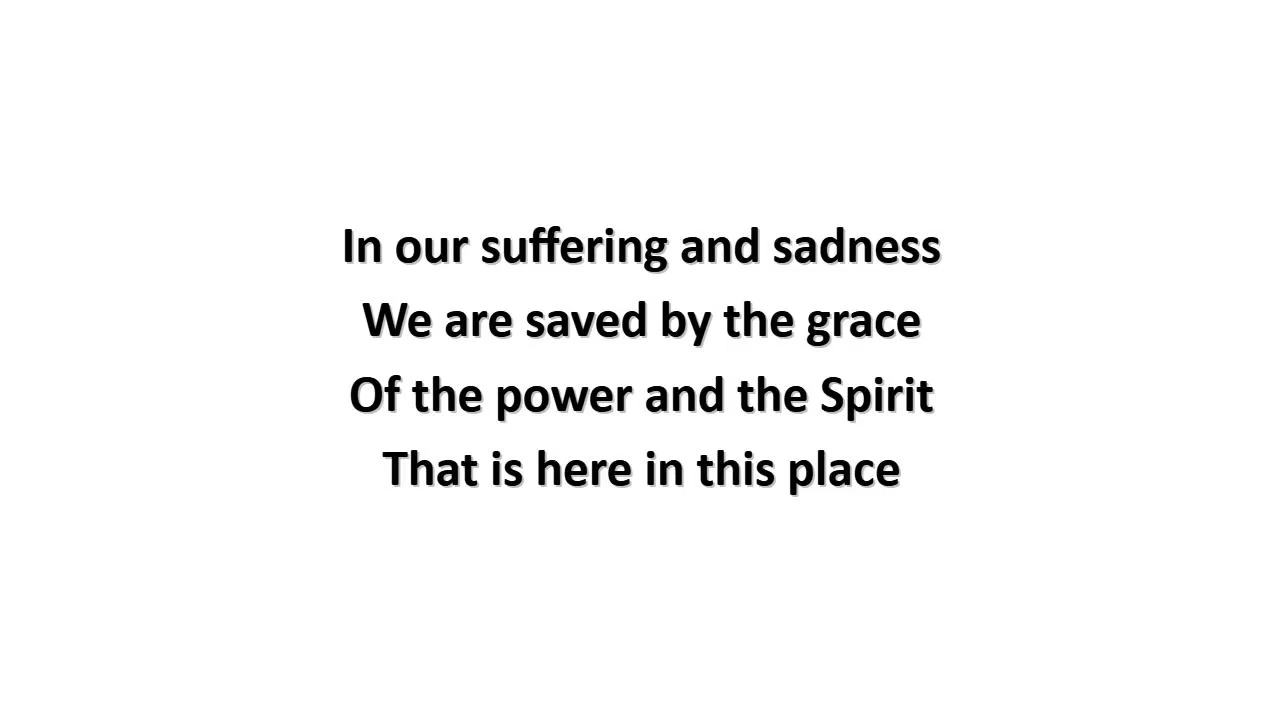 In our suffering and sadness
We are saved by the grace
Of the power and the Spirit
That is here in this place